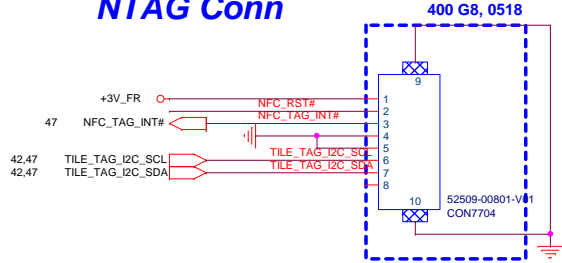 NTAG Conn
400 G8, 0518
9
+3V_FR
NFC_RST#
1
2
47 NFC_TAG_INT#
NFC_TAG_INT#
3
4
5
42,47 TILE_TAG_I2C_SCL
TILE_TAG_I2C_SCL
6
42,47 TILE_TAG_I2C_SDA
TILE_TAG_I2C_SDA
7
8
10
52509-00801-V01
CON7704